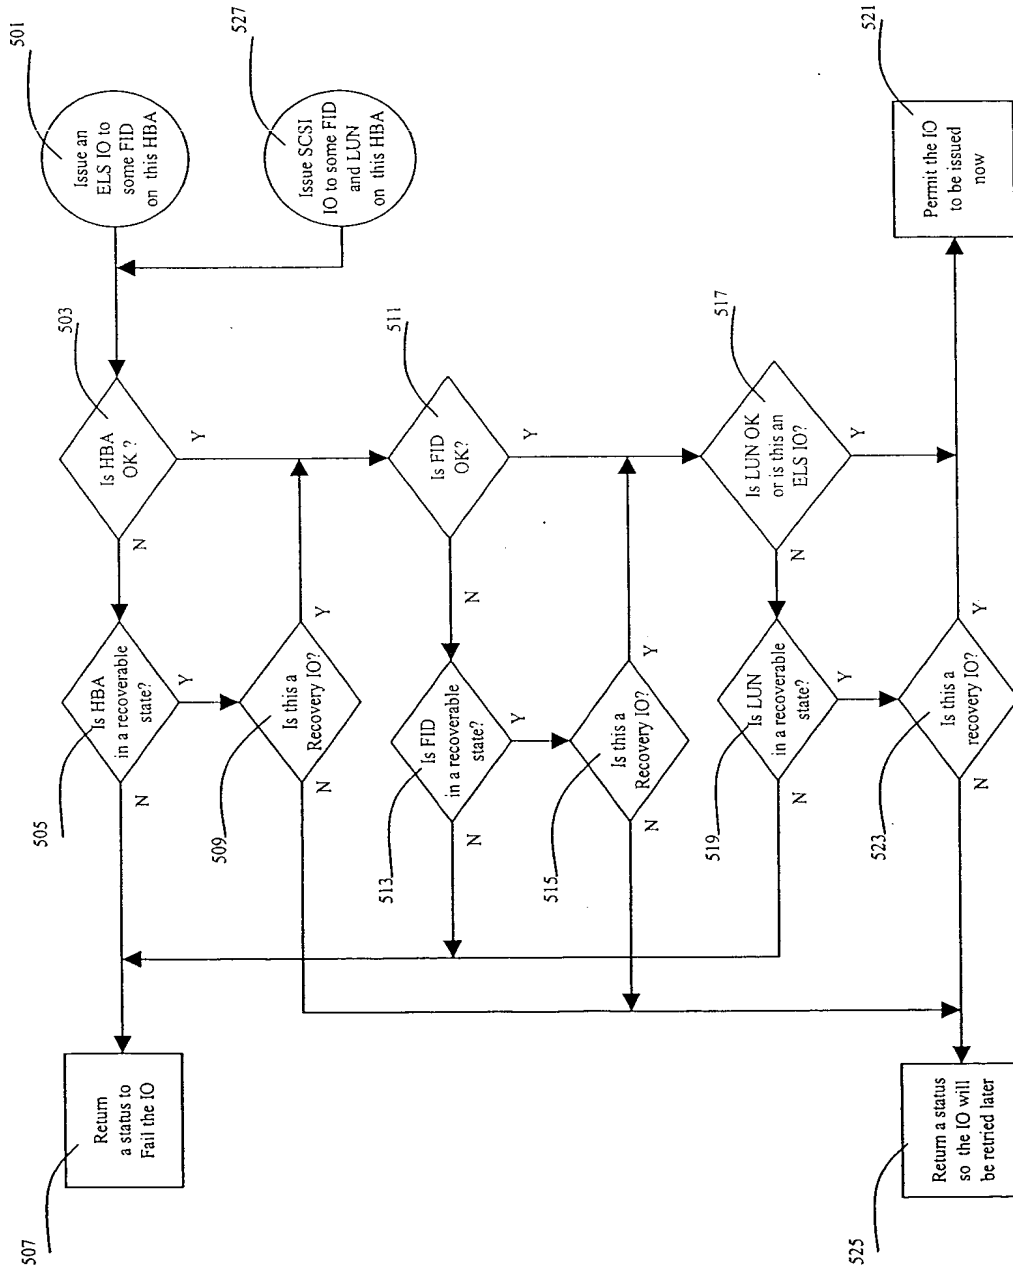 501
Issue an
ELS IO to
some FID
on this HBA
527
Issue SCSI
IO to some FID
and LUN
on this HBA
503
Is HBA
OK ?
Y
N
505
Is HBA
in a recoverable
state?
Y
N
507
Return
a status to
Fail the IO
509
Is this a
Recovery IO?
Y
N
511
Is FID
OK?
Y
N
513
Is FID
in a recoverable
state?
Y
N
515
Is this a
Recovery IO?
Y
N
517
Is LUN OK
or is this an
ELS IO?
Y
N
519
Is LUN
in a recoverable
state?
Y
N
521
Permit the IO
to be issued
now
523
Is this a
recovery IO?
Y
N
525
Return a status
so the IO will
be retried later